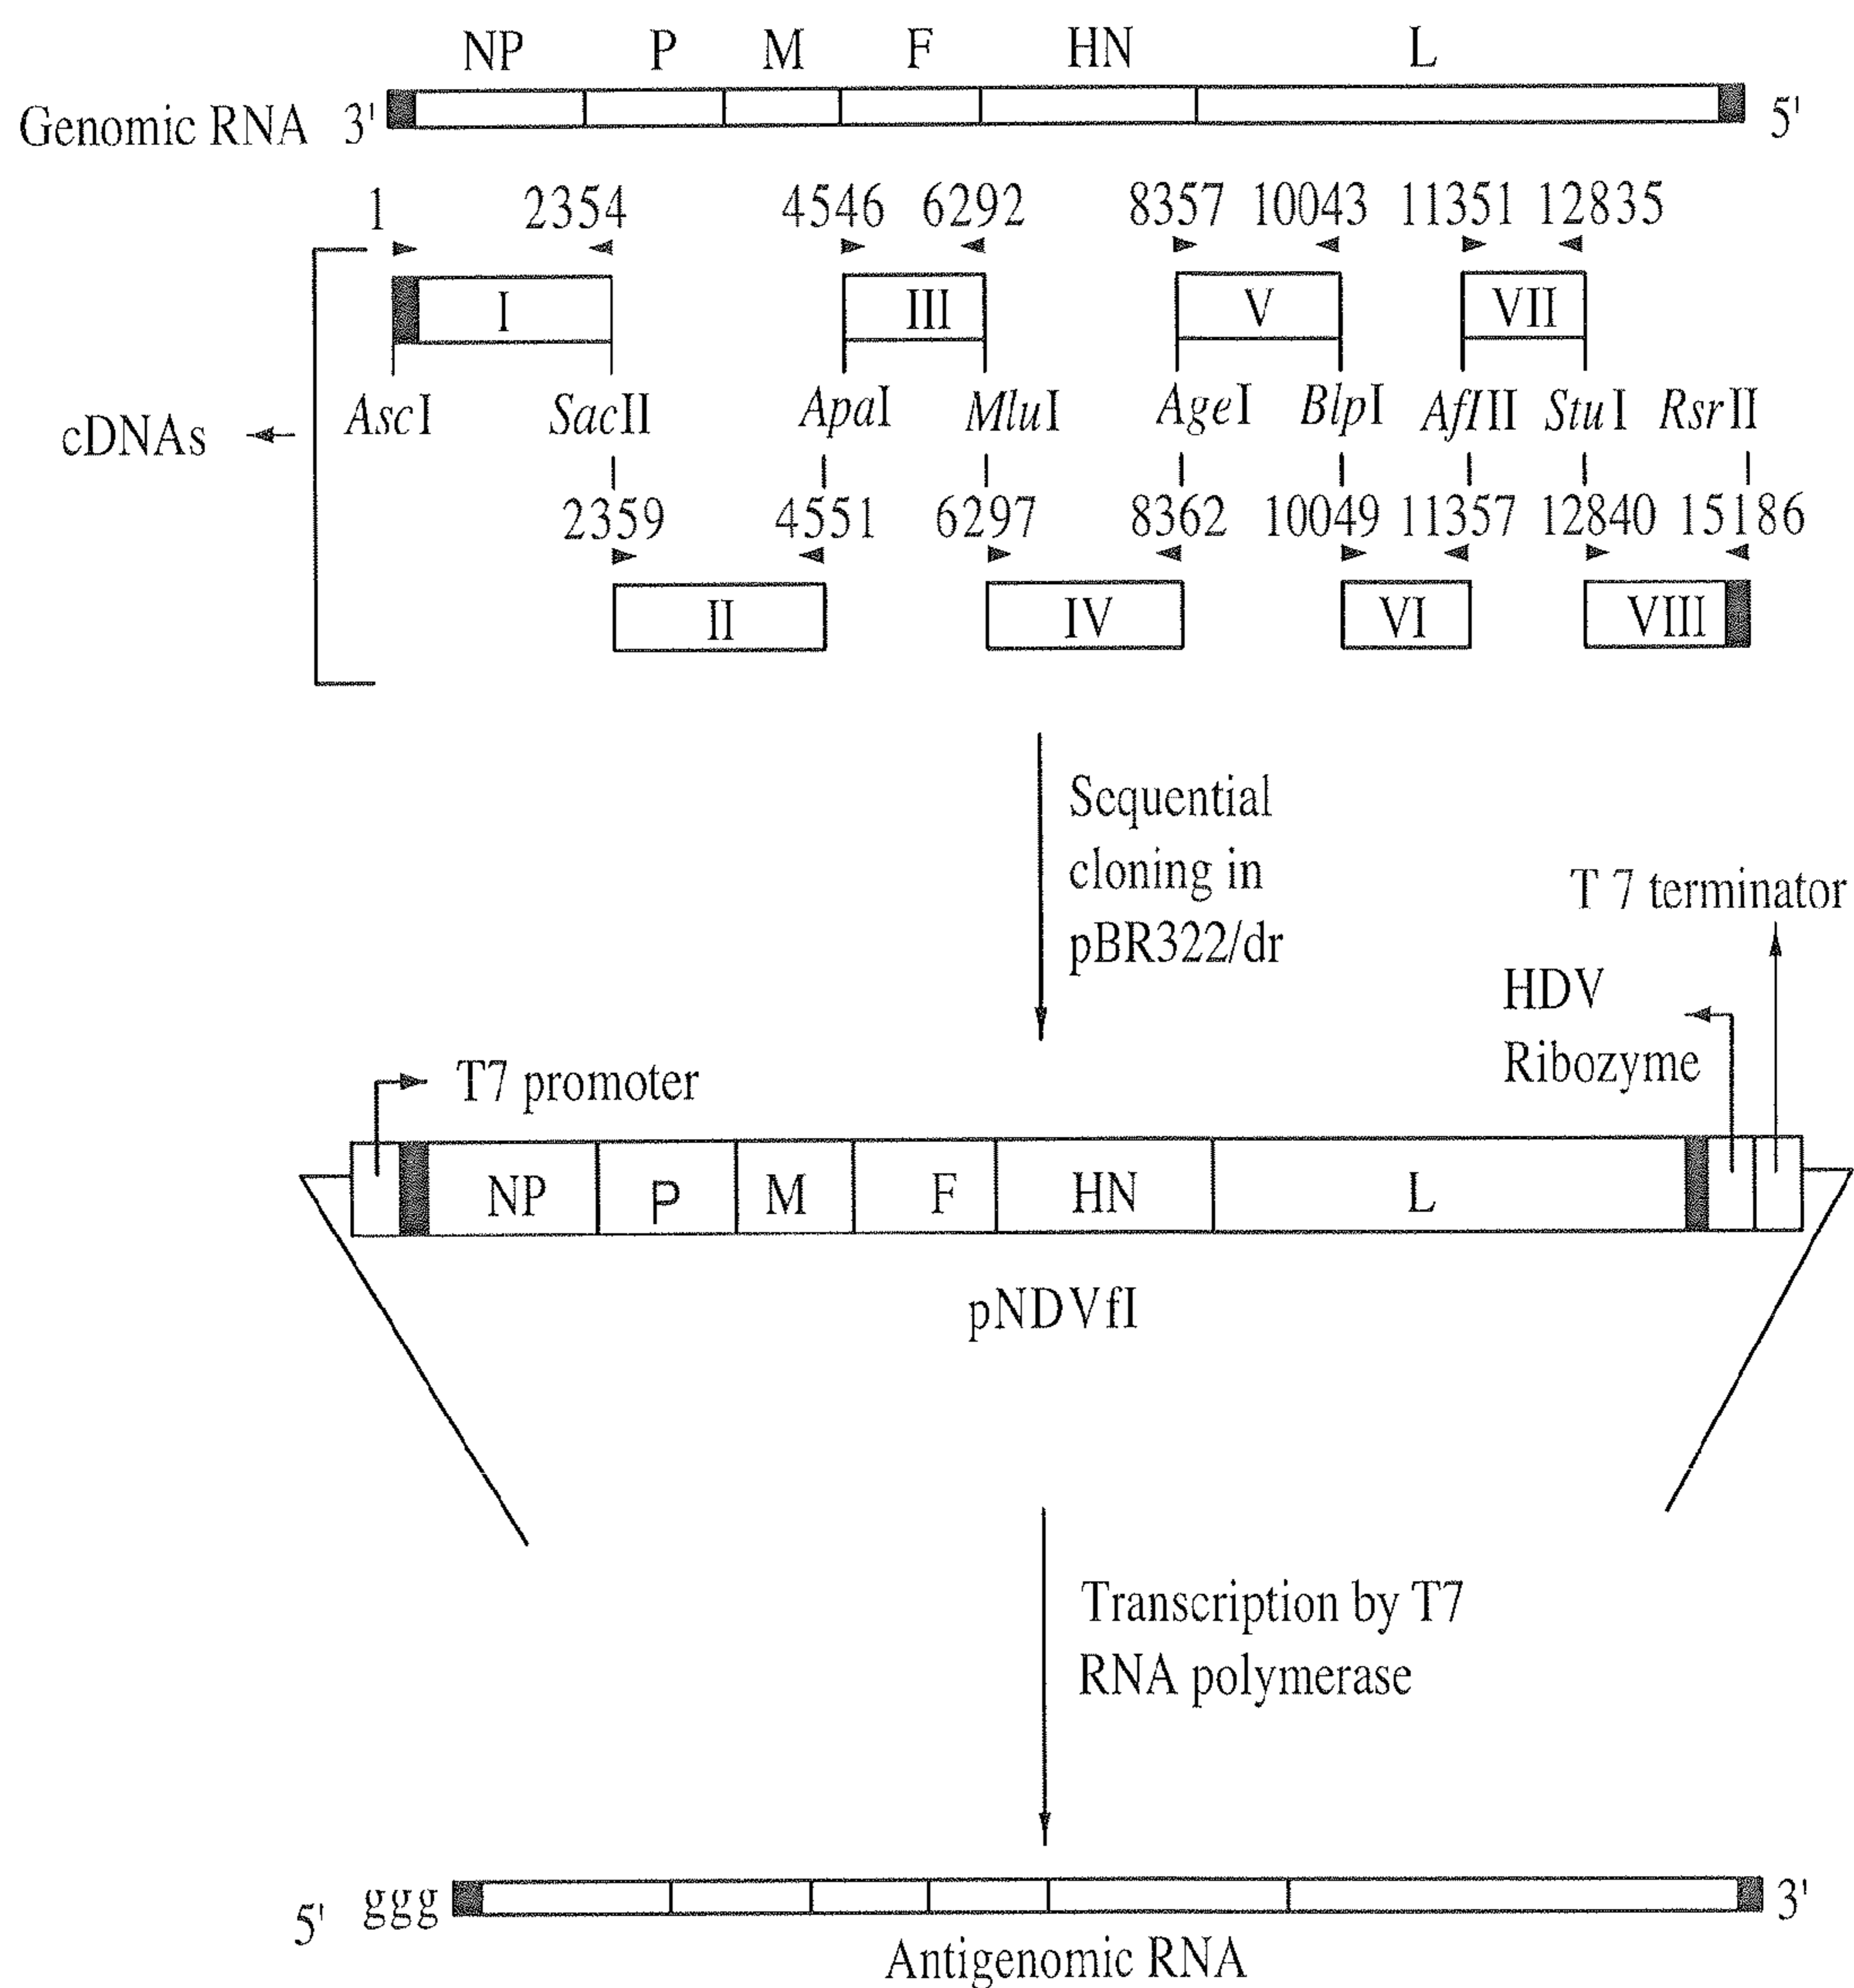 NP P M F HN L
Genomic RNA 3' 5'
1 2354 4546 6292 8357 10043 11351 12835
I III V VII
AscI SacII ApaI MluI AgeI BlpI AflII StuI RsrII
cDNAs
2359 4551 6297 8362 10049 11357 12840 15186
II IV VI VIII
Sequential
cloning in
pBR322/dr
T 7 terminator
HDV
Ribozyme
T7 promoter
NP P M F HN L
pNDVfI
Transcription by T7
RNA polymerase
5' ggg 3'
Antigenomic RNA